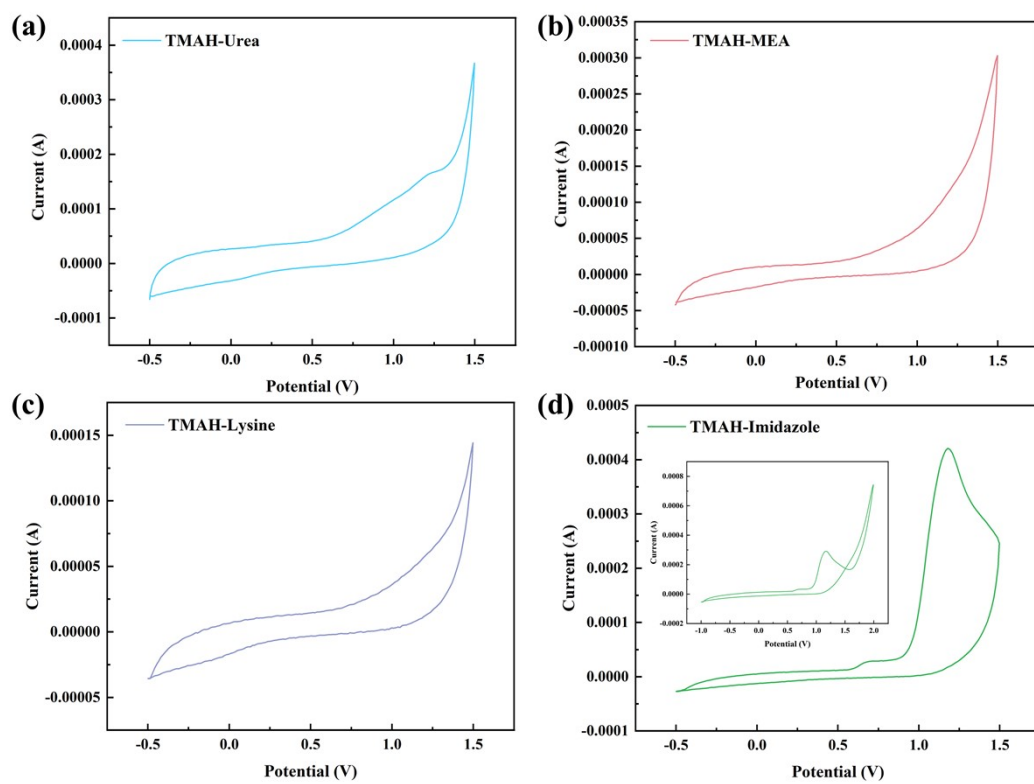 (a)
TMAH-Urea
Current (A)
0.0004
0.0003
0.0002
0.0001
0.0000
-0.0001
-0.5 0.0 0.5 1.0 1.5
Potential (V)
(b)
TMAH-MEA
Current (A)
0.00035
0.00030
0.00025
0.00020
0.00015
0.00010
0.00005
0.00000
-0.00005
-0.00010
-0.5 0.0 0.5 1.0 1.5
Potential (V)
(c)
TMAH-Lysine
Current (A)
0.00015
0.00010
0.00005
0.00000
-0.00005
-0.5 0.0 0.5 1.0 1.5
Potential (V)
(d)
TMAH-Imidazole
Current (A)
0.0005
0.0004
0.0003
0.0002
0.0001
0.0000
-0.0001
-0.5 0.0 0.5 1.0 1.5
Potential (V)
Current (A)
0.0008
0.0006
0.0004
0.0002
0.0000
-0.0002
-1.0 -0.5 0.0 0.5 1.0 1.5 2.0
Potential (V)